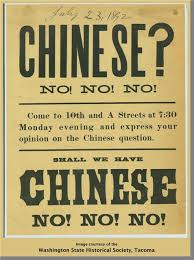 July 23, 1892
CHINESE?
NO! NO! NO!
Come to 10th and A Streets at 7:30
Monday evening and express your
opinion on the Chinese question.
SHALL WE HAVE
CHINESE
NO! NO! NO!
Image courtesy of the
Washington State Historical Society, Tacoma.